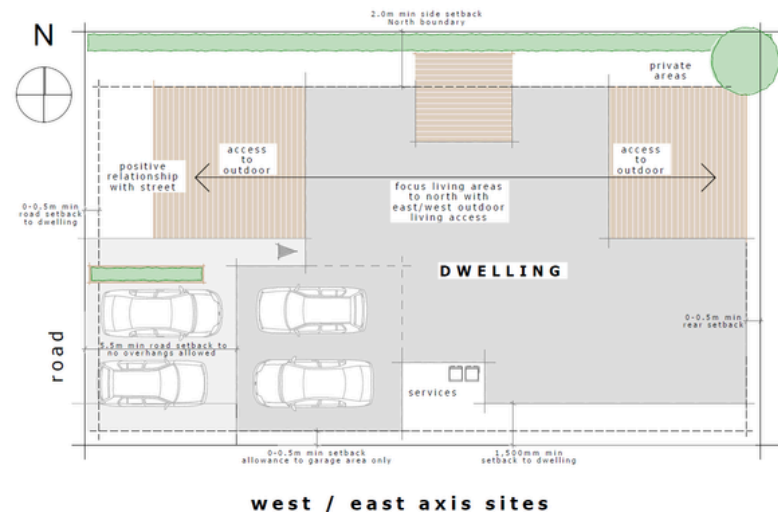 2.0m min side setback
North boundary
N
private
areas
access
to
outdoor
access
to
outdoor
positive
relationship
with street
focus living areas
to north with
east/west outdoor
living access
0-0.5m min
road setback
to dwelling
DWELLING
0-0.5m min
rear setback
road
5.5m min road setback to
no overhangs allowed
services
0-0.5m min setback
allowance to garage area only
1,500mm min
setback to dwelling
west / east axis sites